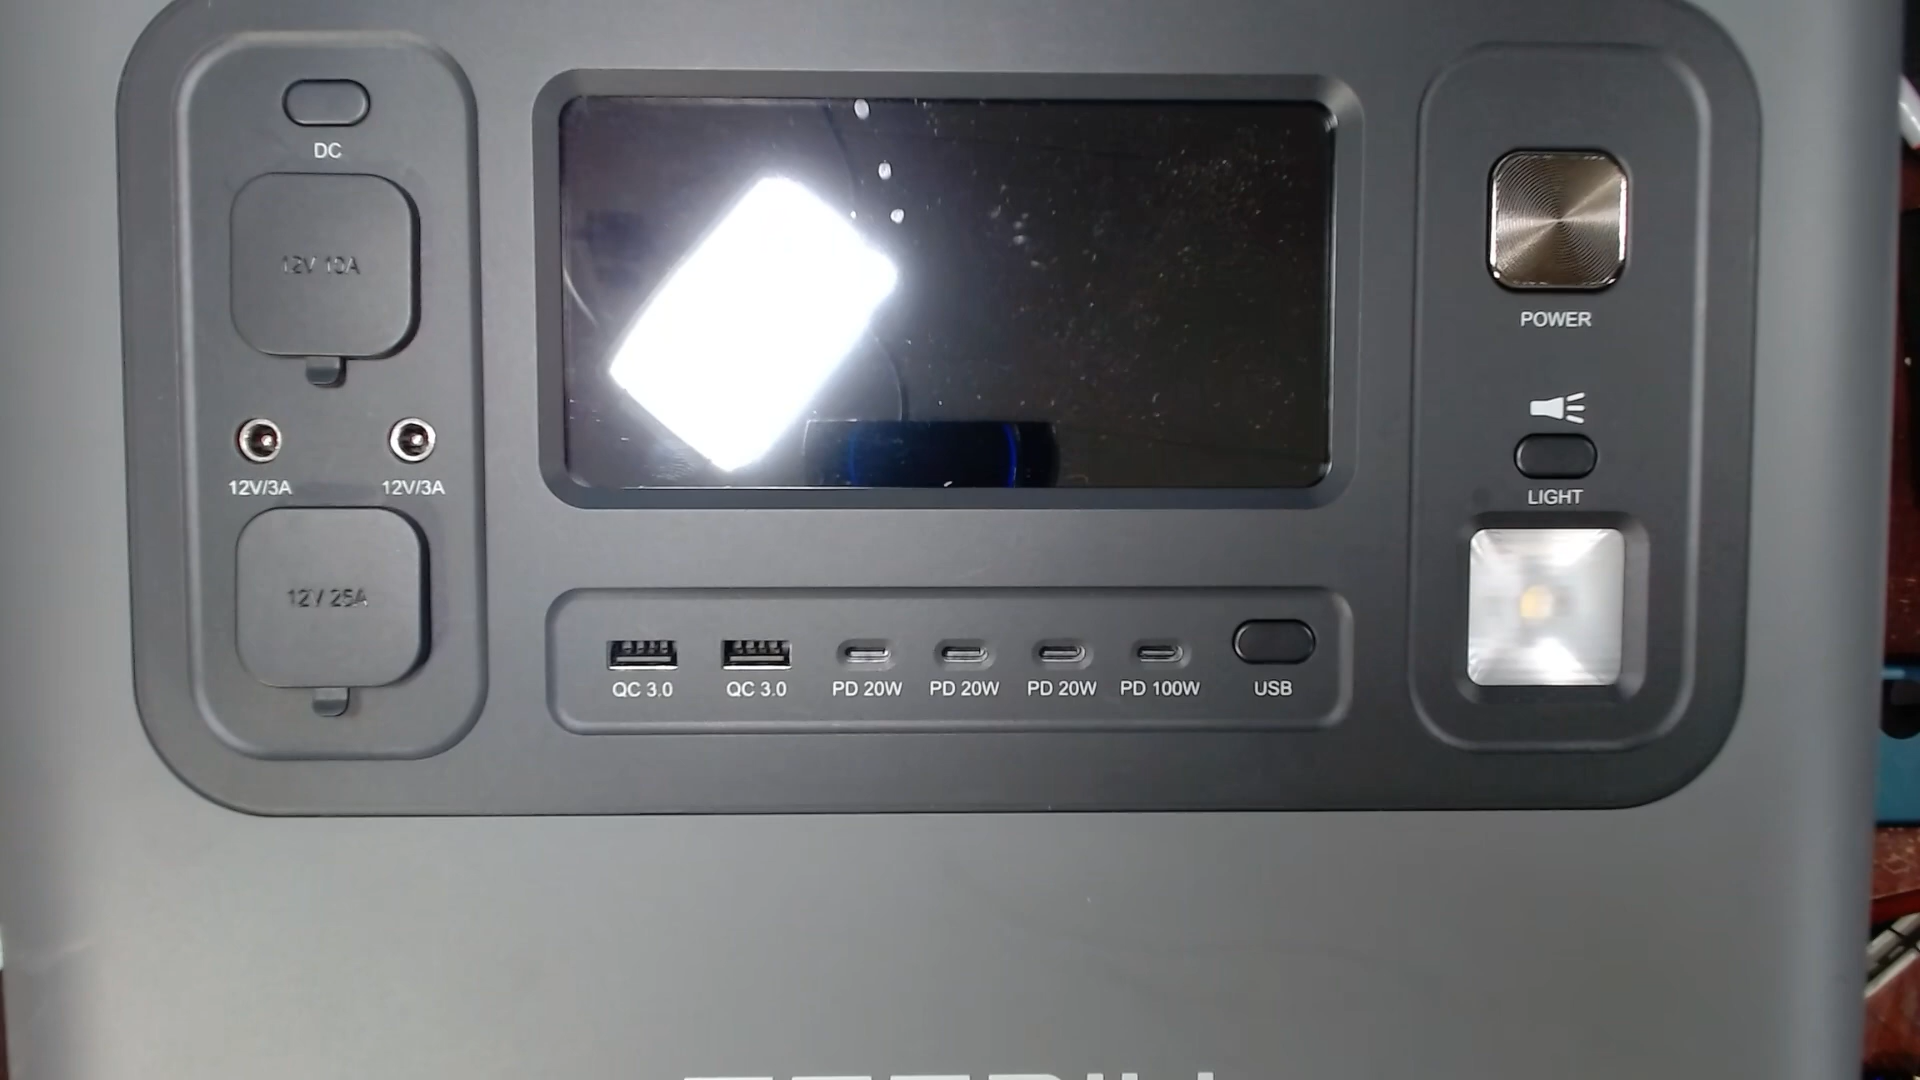 DC
12V 10A
12V/3A 12V/3A
12V 25A
QC 3.0 QC 3.0 PD 20W PD 20W PD 20W PD 100W USB
POWER
LIGHT